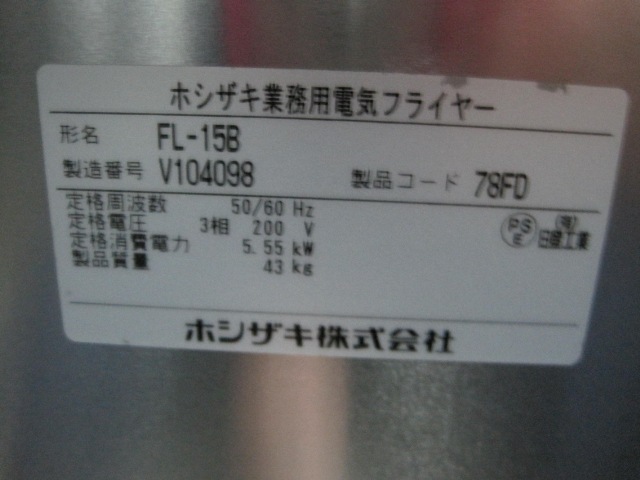 ホシザキ業務用電気フライヤー
形名 FL-15B
製造番号 V104098 製品コード 78FD
定格周波数 50/60 Hz
定格電圧 3相 200 V
定格消費電力 5.55 kW
製品質量 43 kg
PS E
ホシザキ株式会社